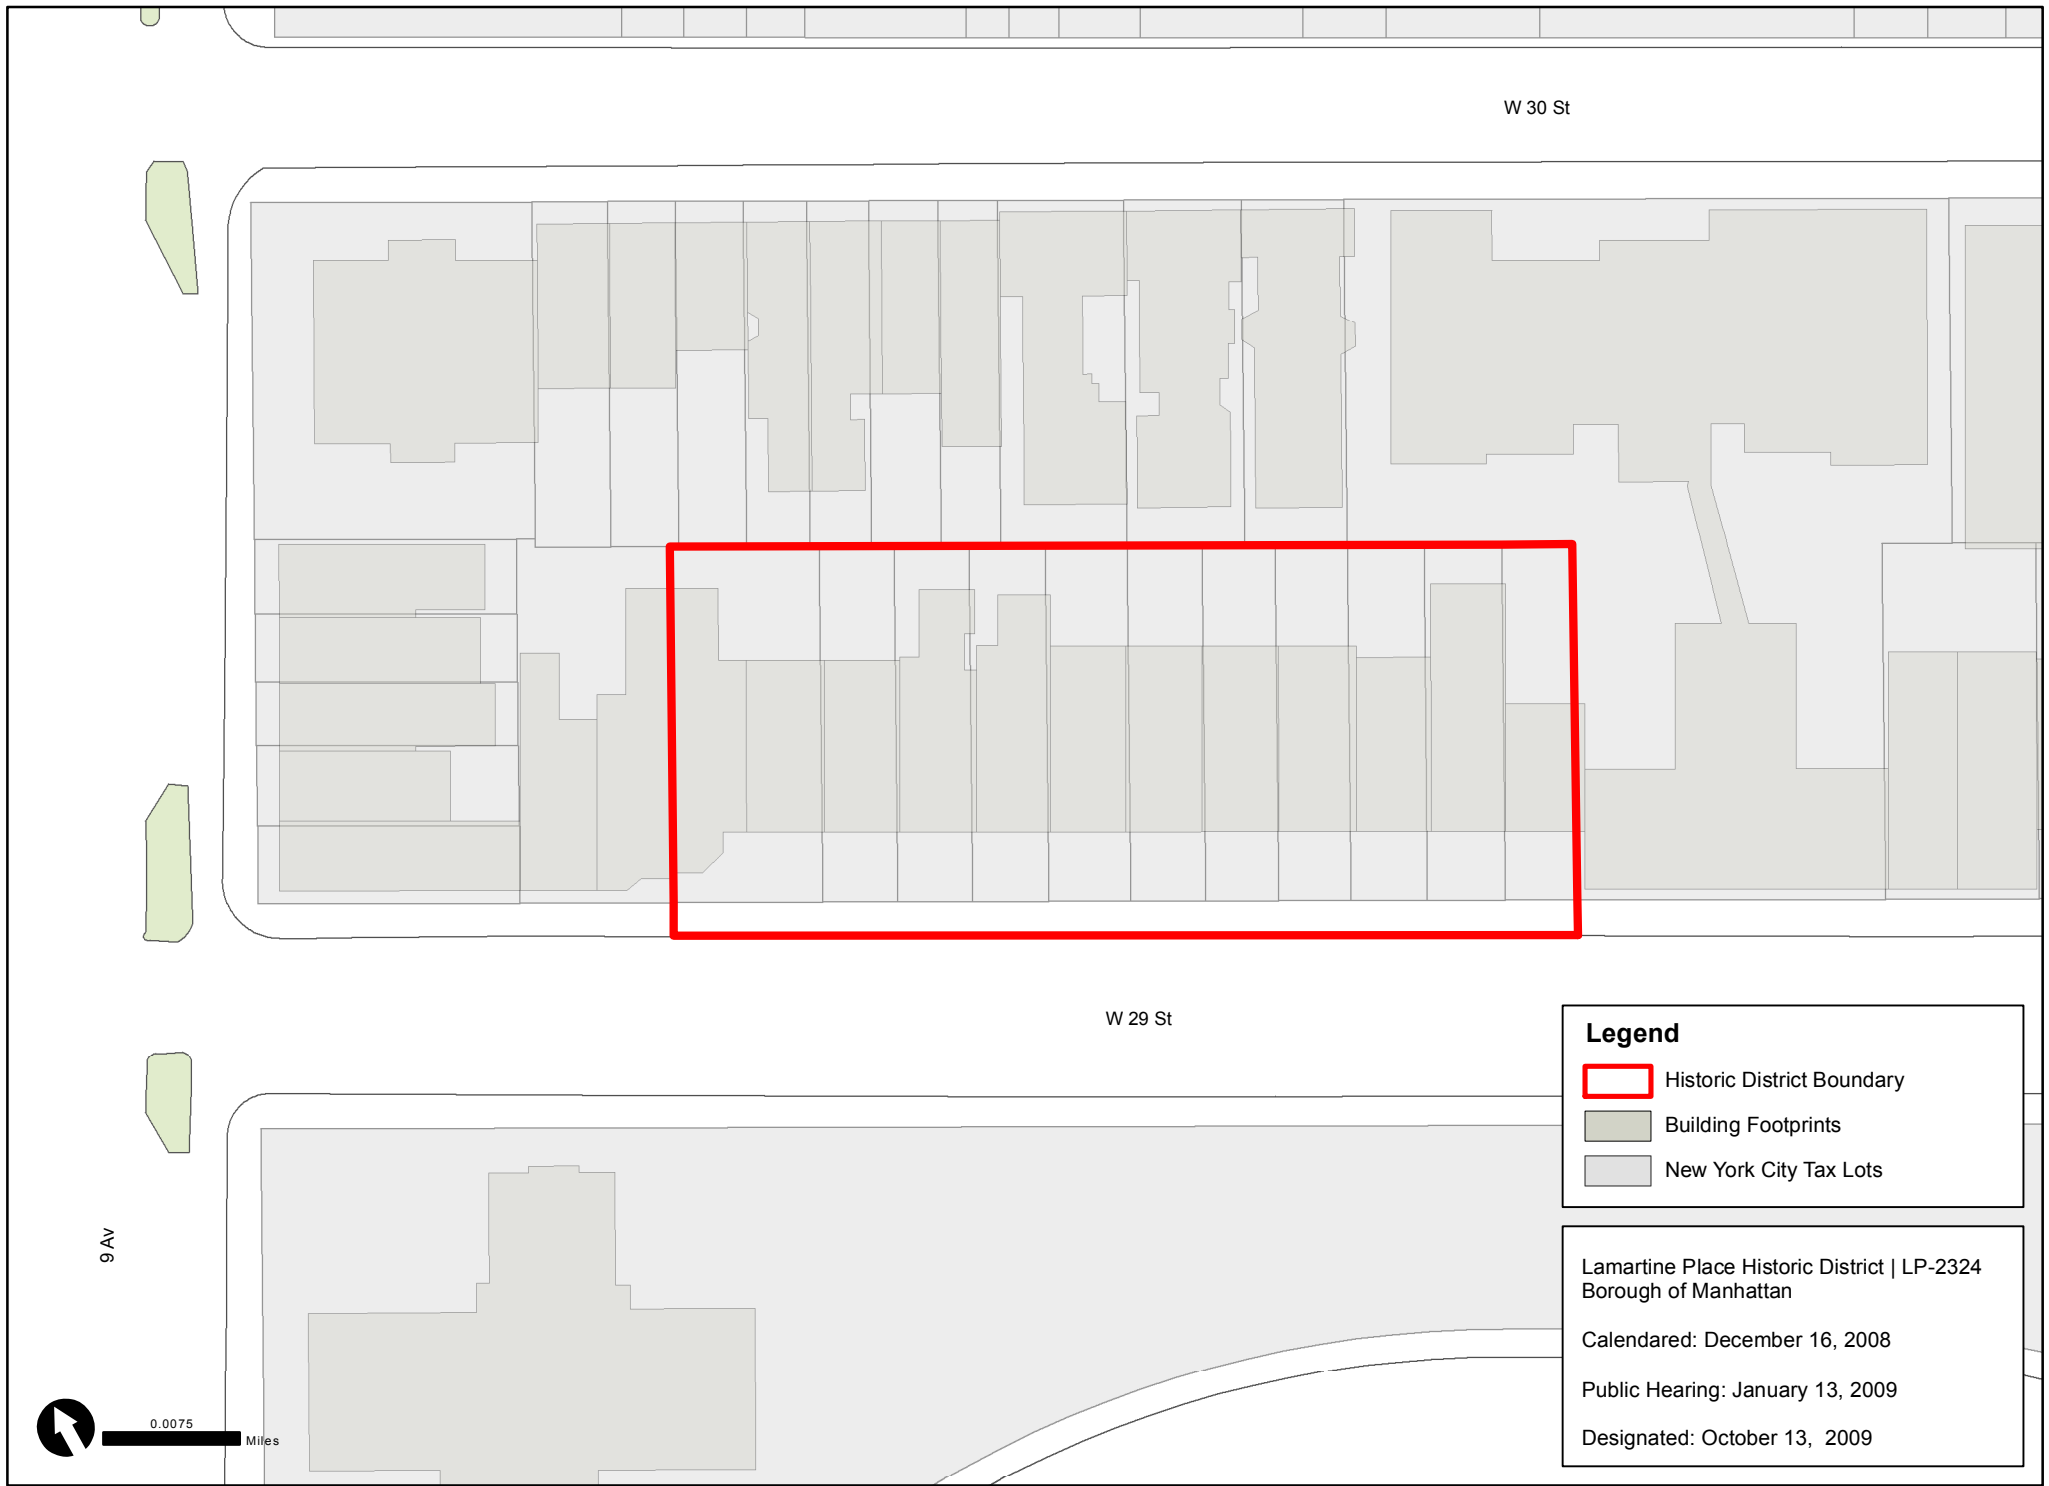 W 30 St
W 29 St
9 Av
Legend
Historic District Boundary
Building Footprints
New York City Tax Lots
Lamartine Place Historic District | LP-2324
Borough of Manhattan
Calendared: December 16, 2008
Public Hearing: January 13, 2009
Designated: October 13, 2009
0.0075
Miles